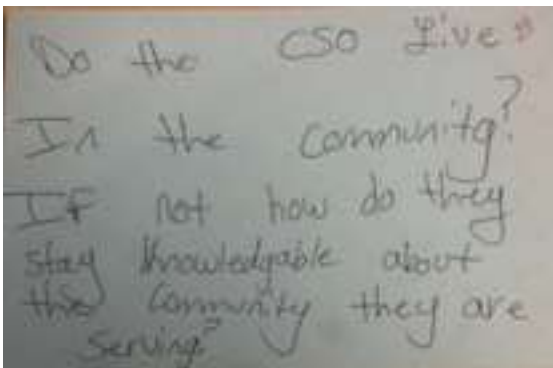 Do the CSO Live
In the Community?
If not how do they
stay Knowledgable about
the Community they are
Serving?